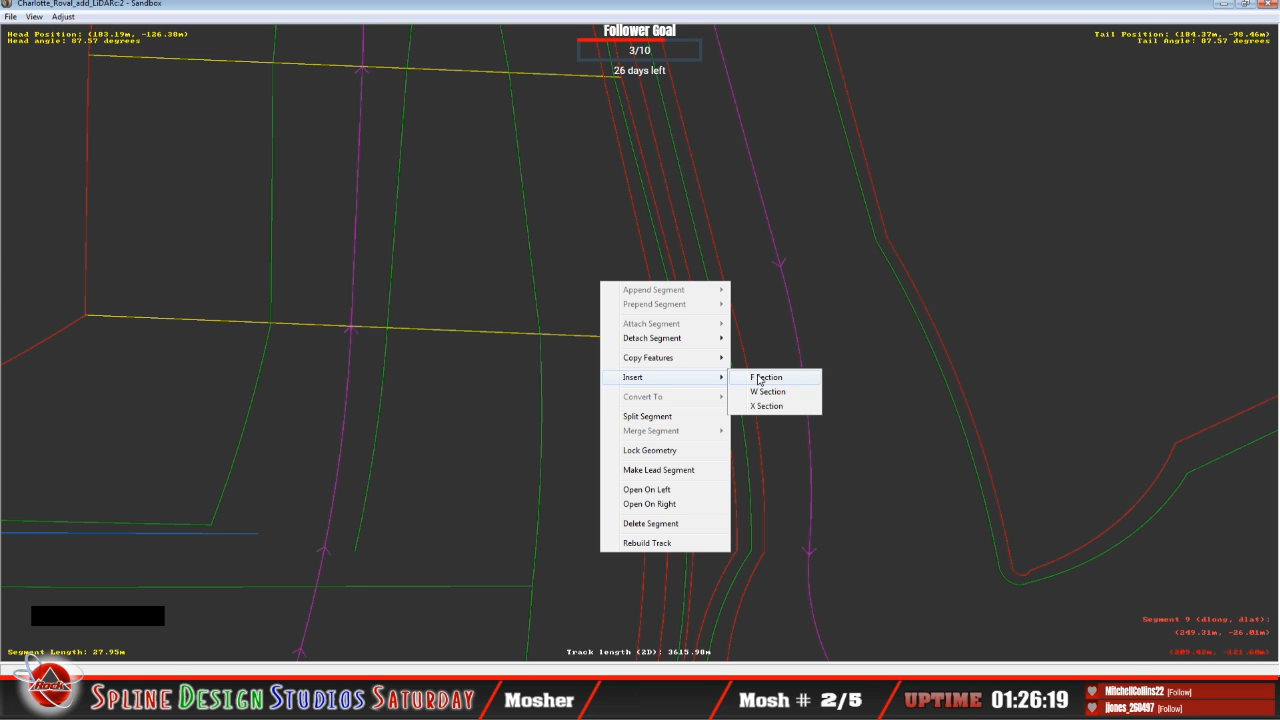 Charlotte_Roval_add_LiDARc:2 - Sandbox
File View Adjust
Head Position: (183.19m, -126.38m)
Head angle: 87.57 degrees
Follower Goal
3/10
26 days left
Tail Position: (184.37m, -98.46m)
Tail Angle: 87.57 degrees
Append Segment
Prepend Segment
Attach Segment
Detach Segment
Copy Features
Insert
F Section
W Section
X Section
Convert To
Split Segment
Merge Segment
Lock Geometry
Make Lead Segment
Open On Left
Open On Right
Delete Segment
Rebuild Track
Segment 9 (dlong, dlat):
(249.31m, -26.01m)
Segment Length: 27.95m
Track length (2D): 3615.98m
SPLINE DESIGN STUDIOS SATURDAY
Mosher
Mosh # 2/5
UPTIME 01:26:19
MitchellCollins22 [Follow]
ljones_260497 [Follow]